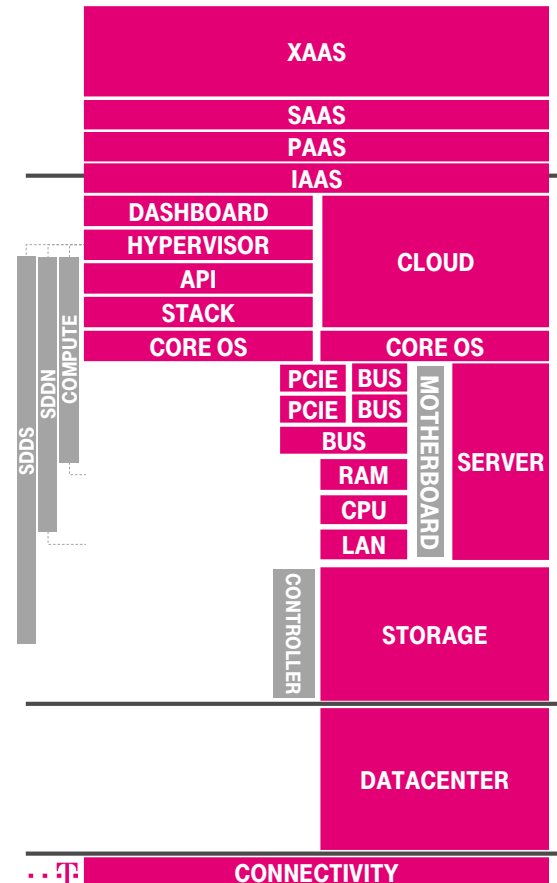 XAAS
SAAS
PAAS
IAAS
DASHBOARD
HYPERVISOR
API
STACK
CLOUD
CORE OS
CORE OS
SDDS
SDDN
COMPUTE
PCIE BUS
PCIE BUS
BUS
RAM
CPU
LAN
MOTHERBOARD
SERVER
CONTROLLER
STORAGE
DATACENTER
T
CONNECTIVITY